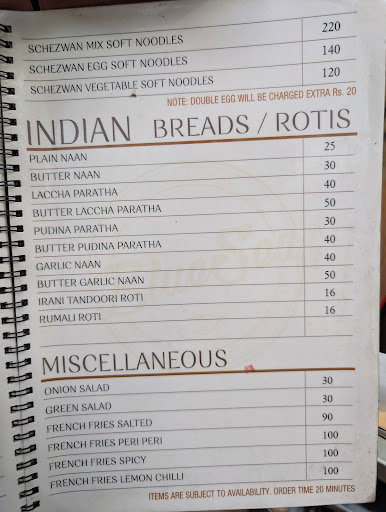 SCHEZWAN MIX SOFT NOODLES 220
SCHEZWAN EGG SOFT NOODLES 140
SCHEZWAN VEGETABLE SOFT NOODLES 120
NOTE: DOUBLE EGG WILL BE CHARGED EXTRA Rs. 20
INDIAN BREADS / ROTIS
PLAIN NAAN 25
BUTTER NAAN 30
LACCHA PARATHA 40
BUTTER LACCHA PARATHA 50
PUDINA PARATHA 30
BUTTER PUDINA PARATHA 40
GARLIC NAAN 40
BUTTER GARLIC NAAN 50
IRANI TANDOORI ROTI 16
RUMALI ROTI 16
MISCELLANEOUS
ONION SALAD 30
GREEN SALAD 30
FRENCH FRIES SALTED 90
FRENCH FRIES PERI PERI 100
FRENCH FRIES SPICY 100
FRENCH FRIES LEMON CHILLI 100
ITEMS ARE SUBJECT TO AVAILABILITY. ORDER TIME 20 MINUTES